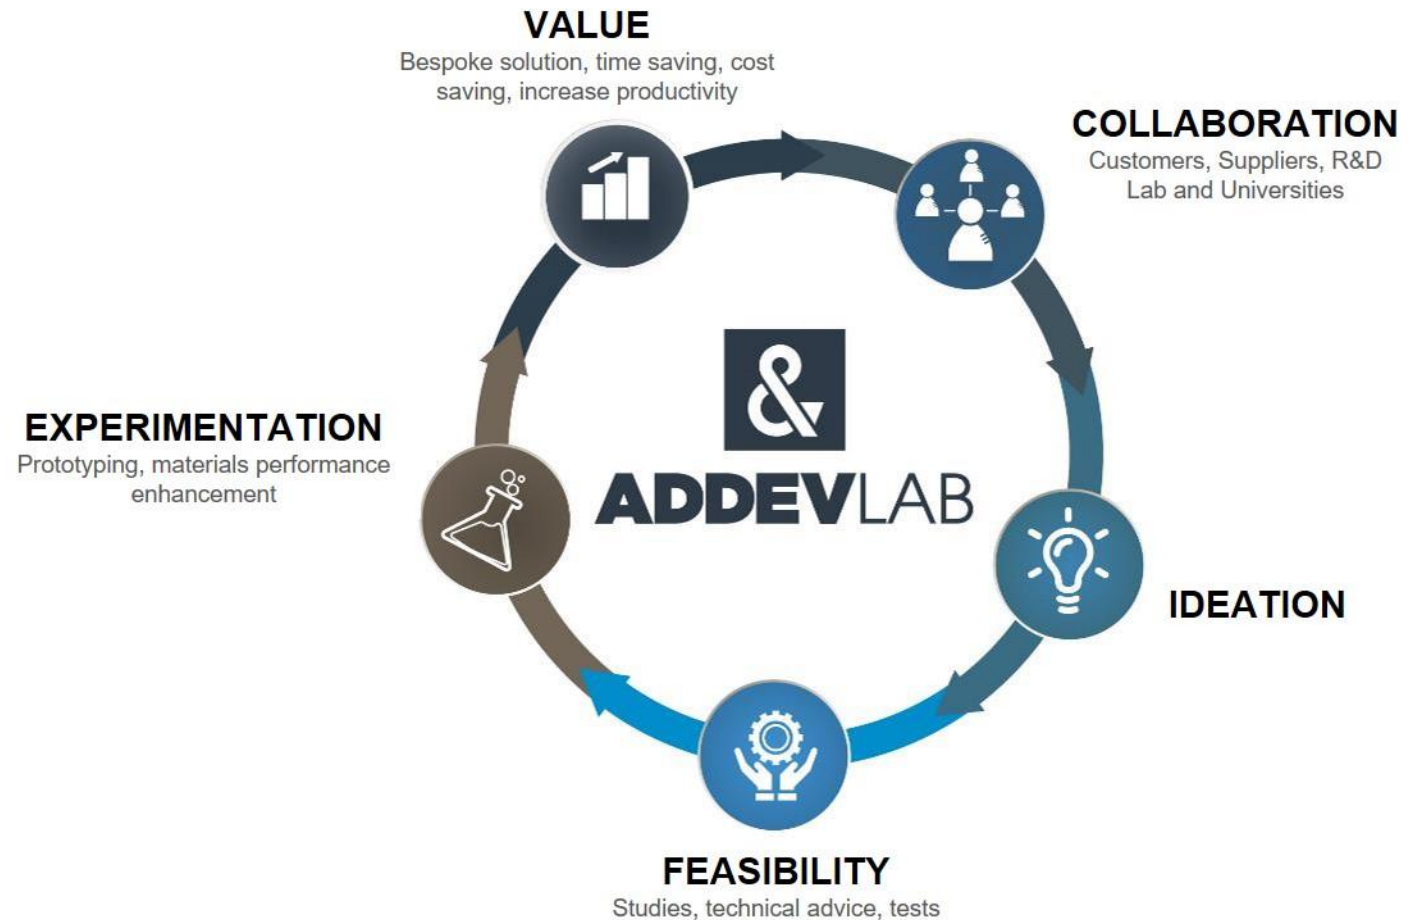 VALUE
Bespoke solution, time saving, cost
saving, increase productivity
COLLABORATION
Customers, Suppliers, R&D
Lab and Universities
&
ADDEVLAB
EXPERIMENTATION
Prototyping, materials performance
enhancement
IDEATION
FEASIBILITY
Studies, technical advice, tests